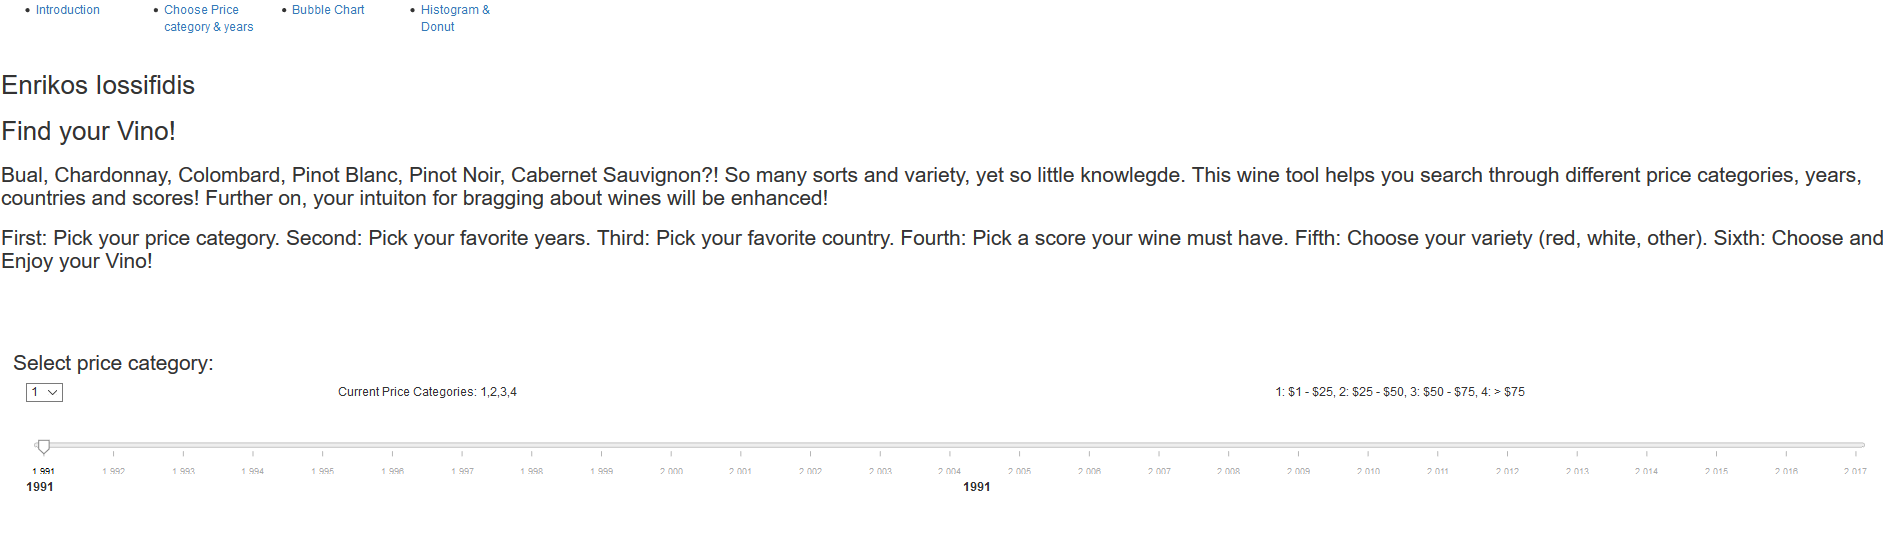 Introduction
Choose Price
category & years
Bubble Chart
Histogram &
Donut
Enrikos Iossifidis
Find your Vino!
Bual, Chardonnay, Colombard, Pinot Blanc, Pinot Noir, Cabernet Sauvignon?! So many sorts and variety, yet so little knowlegde. This wine tool helps you search through different price categories, years,
countries and scores! Further on, your intuiton for bragging about wines will be enhanced!
First: Pick your price category. Second: Pick your favorite years. Third: Pick your favorite country. Fourth: Pick a score your wine must have. Fifth: Choose your variety (red, white, other). Sixth: Choose and
Enjoy your Vino!
Select price category:
1 Current Price Categories: 1,2,3,4 1: $1 - $25, 2: $25 - $50, 3: $50 - $75, 4: > $75
1 991 1 992 1 993 1 994 1 995 1 996 1 997 1 998 1 999 2 000 2 001 2 002 2 003 2 004 2 005 2 006 2 007 2 008 2 009 2 010 2 011 2 012 2 013 2 014 2 015 2 016 2 017
1991 1991